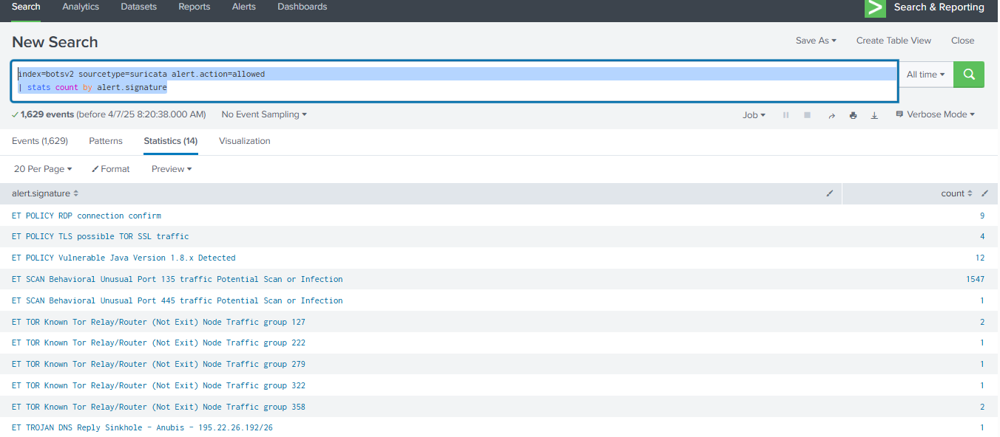 Search Analytics Datasets Reports Alerts Dashboards Search & Reporting
New Search Save As Create Table View Close
index=botsv2 sourcetype=suricata alert.action=allowed
| stats count by alert.signature
All time
1,629 events (before 4/7/25 8:20:38.000 AM) No Event Sampling Job Verbose Mode
Events (1,629) Patterns Statistics (14) Visualization
20 Per Page Format Preview
alert.signature count
ET POLICY RDP connection confirm 9
ET POLICY TLS possible TOR SSL traffic 4
ET POLICY Vulnerable Java Version 1.8.x Detected 12
ET SCAN Behavioral Unusual Port 135 traffic Potential Scan or Infection 1547
ET SCAN Behavioral Unusual Port 445 traffic Potential Scan or Infection 1
ET TOR Known Tor Relay/Router (Not Exit) Node Traffic group 127 2
ET TOR Known Tor Relay/Router (Not Exit) Node Traffic group 222 1
ET TOR Known Tor Relay/Router (Not Exit) Node Traffic group 279 1
ET TOR Known Tor Relay/Router (Not Exit) Node Traffic group 322 1
ET TOR Known Tor Relay/Router (Not Exit) Node Traffic group 358 2
ET TROJAN DNS Reply Sinkhole - Anubis - 195.22.26.192/26 1